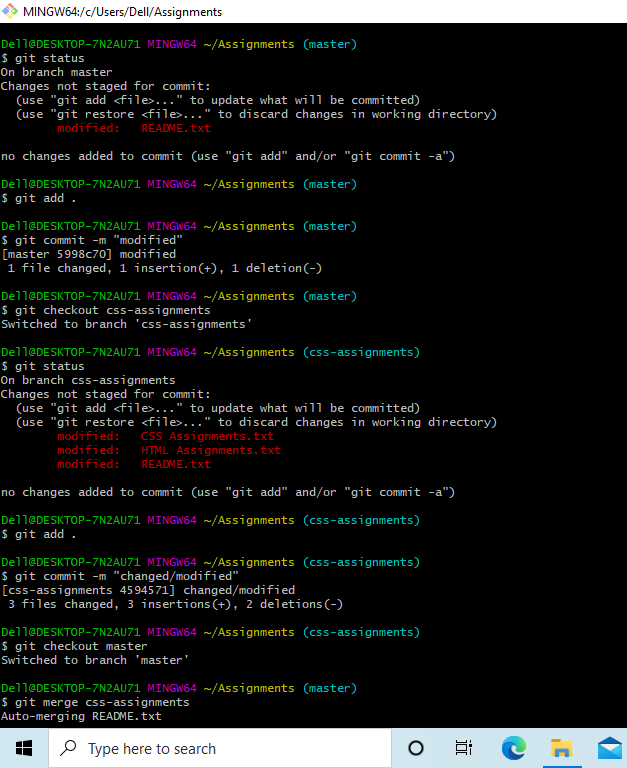 MINGW64:/c/Users/Dell/Assignments
Dell@DESKTOP-7N2AU71 MINGW64 ~/Assignments (master)
$ git status
On branch master
Changes not staged for commit:
  (use "git add <file>..." to update what will be committed)
  (use "git restore <file>..." to discard changes in working directory)
        modified:   README.txt
no changes added to commit (use "git add" and/or "git commit -a")
Dell@DESKTOP-7N2AU71 MINGW64 ~/Assignments (master)
$ git add .
Dell@DESKTOP-7N2AU71 MINGW64 ~/Assignments (master)
$ git commit -m "modified"
[master 5998c70] modified
 1 file changed, 1 insertion(+), 1 deletion(-)
Dell@DESKTOP-7N2AU71 MINGW64 ~/Assignments (master)
$ git checkout css-assignments
Switched to branch 'css-assignments'
Dell@DESKTOP-7N2AU71 MINGW64 ~/Assignments (css-assignments)
$ git status
On branch css-assignments
Changes not staged for commit:
  (use "git add <file>..." to update what will be committed)
  (use "git restore <file>..." to discard changes in working directory)
        modified:   CSS Assignments.txt
        modified:   HTML Assignments.txt
        modified:   README.txt
no changes added to commit (use "git add" and/or "git commit -a")
Dell@DESKTOP-7N2AU71 MINGW64 ~/Assignments (css-assignments)
$ git add .
Dell@DESKTOP-7N2AU71 MINGW64 ~/Assignments (css-assignments)
$ git commit -m "changed/modified"
[css-assignments 4594571] changed/modified
 3 files changed, 3 insertions(+), 2 deletions(-)
Dell@DESKTOP-7N2AU71 MINGW64 ~/Assignments (css-assignments)
$ git checkout master
Switched to branch 'master'
Dell@DESKTOP-7N2AU71 MINGW64 ~/Assignments (master)
$ git merge css-assignments
Auto-merging README.txt
Type here to search